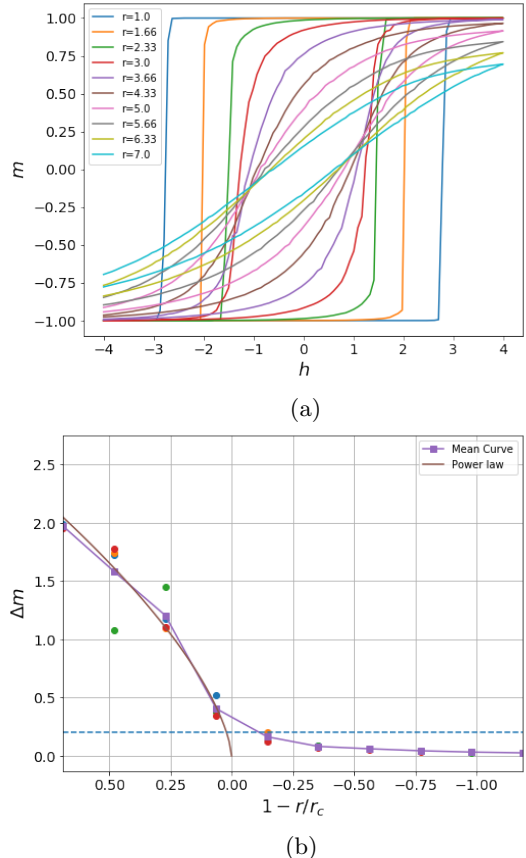 1.00
0.75
0.50
0.25
0.00
−0.25
−0.50
−0.75
−1.00
m
r=1.0
r=1.66
r=2.33
r=3.0
r=3.66
r=4.33
r=5.0
r=5.66
r=6.33
r=7.0
−4 −3 −2 −1 0 1 2 3 4
h
(a)
2.5
2.0
1.5
1.0
0.5
0.0
Δm
Mean Curve
Power law
0.50 0.25 0.00 −0.25 −0.50 −0.75 −1.00
1 − r/r_c
(b)